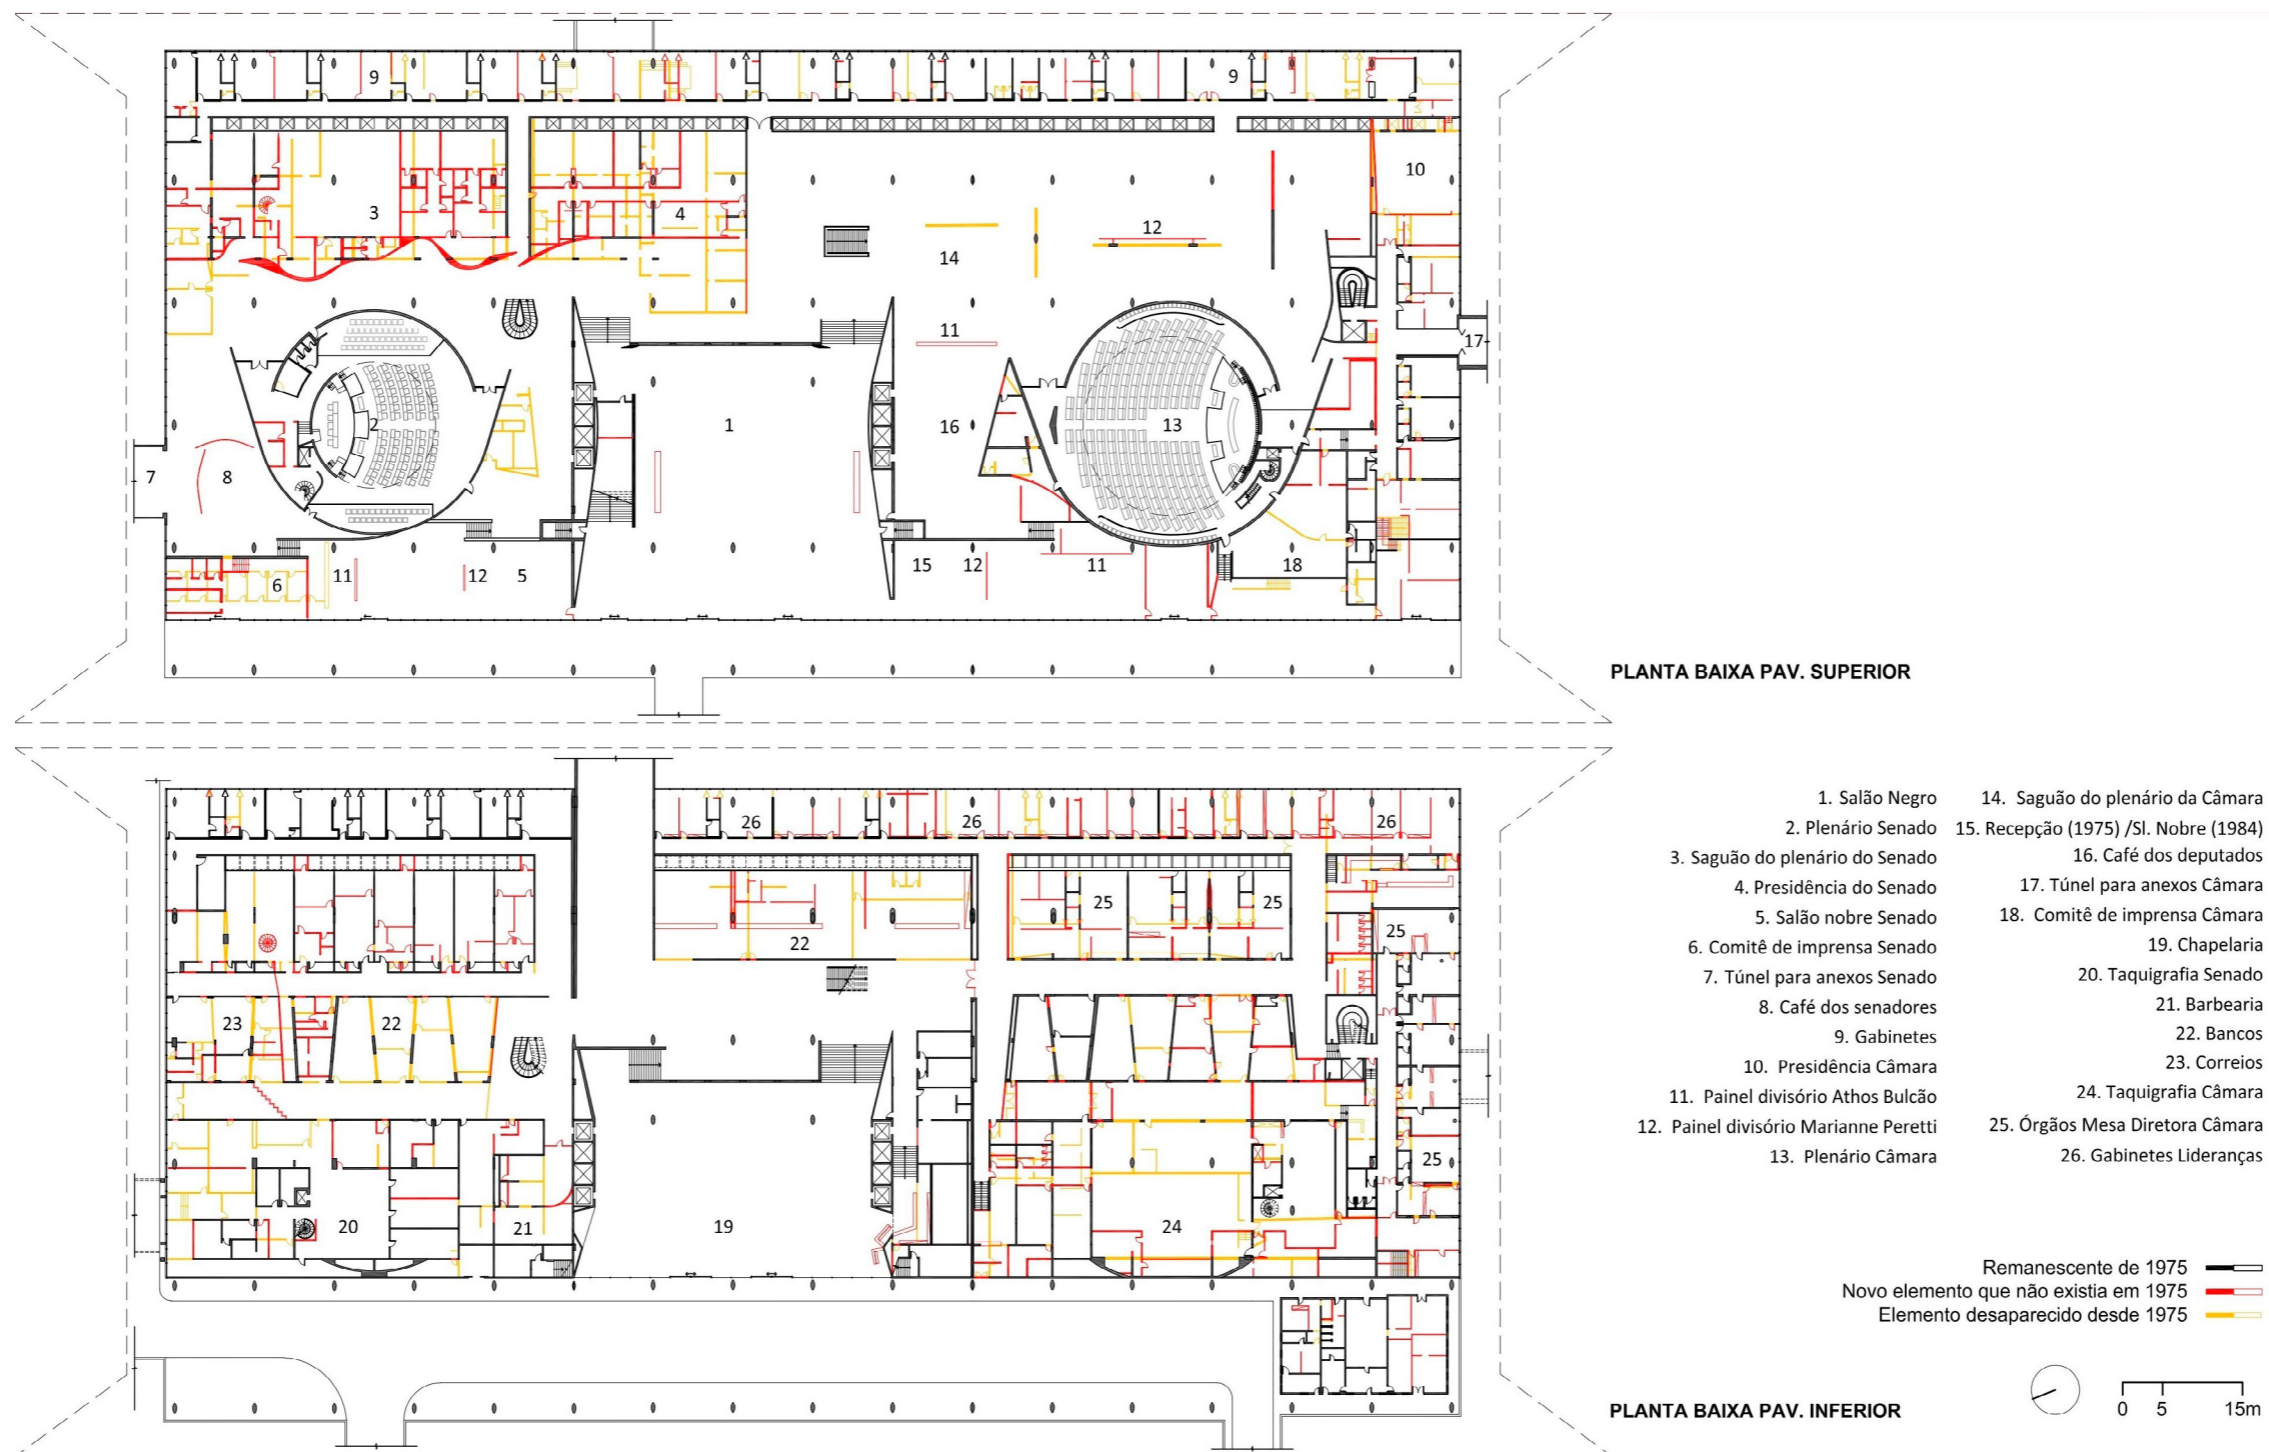 9
9
10
3
4
12
14
11
17
1
16
13
2
7
8
6
11
12
5
15
12
11
18
PLANTA BAIXA PAV. SUPERIOR
26
26
26
25
25
25
22
23
22
25
20
21
19
24
1. Salão Negro
2. Plenário Senado
3. Saguão do plenário do Senado
4. Presidência do Senado
5. Salão nobre Senado
6. Comitê de imprensa Senado
7. Túnel para anexos Senado
8. Café dos senadores
9. Gabinetes
10. Presidência Câmara
11. Painel divisório Athos Bulcão
12. Painel divisório Marianne Peretti
13. Plenário Câmara
14. Saguão do plenário da Câmara
15. Recepção (1975) /Sl. Nobre (1984)
16. Café dos deputados
17. Túnel para anexos Câmara
18. Comitê de imprensa Câmara
19. Chapelaria
20. Taquigrafia Senado
21. Barbearia
22. Bancos
23. Correios
24. Taquigrafia Câmara
25. Órgãos Mesa Diretora Câmara
26. Gabinetes Lideranças
Remanescente de 1975
Novo elemento que não existia em 1975
Elemento desaparecido desde 1975
0 5 15m
PLANTA BAIXA PAV. INFERIOR